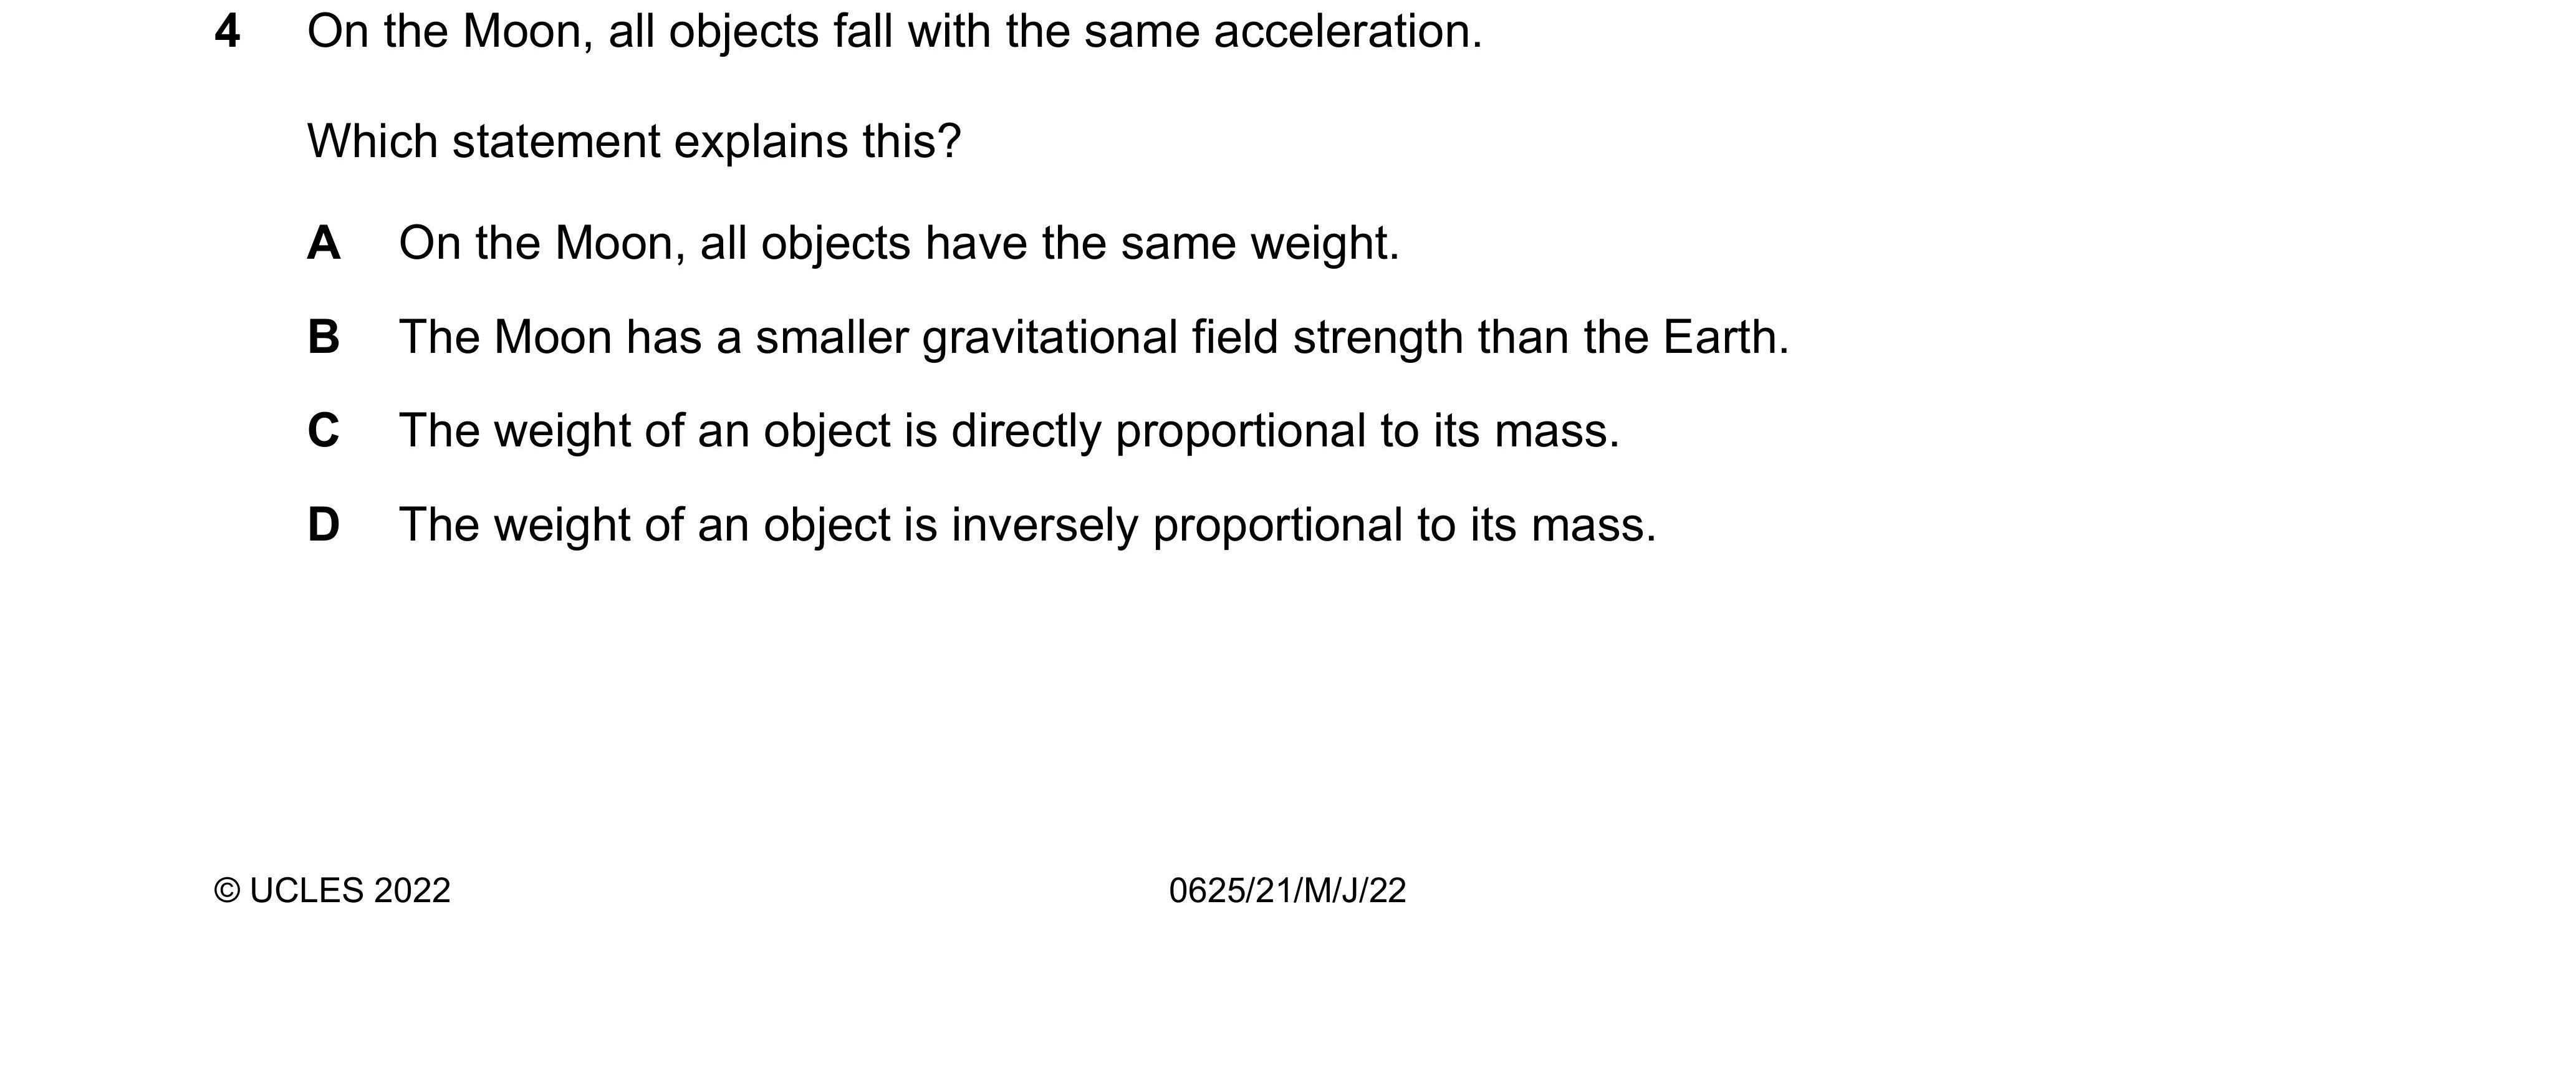 4 On the Moon, all objects fall with the same acceleration.
Which statement explains this?
A On the Moon, all objects have the same weight.
B The Moon has a smaller gravitational field strength than the Earth.
C The weight of an object is directly proportional to its mass.
D The weight of an object is inversely proportional to its mass.
© UCLES 2022 0625/21/M/J/22